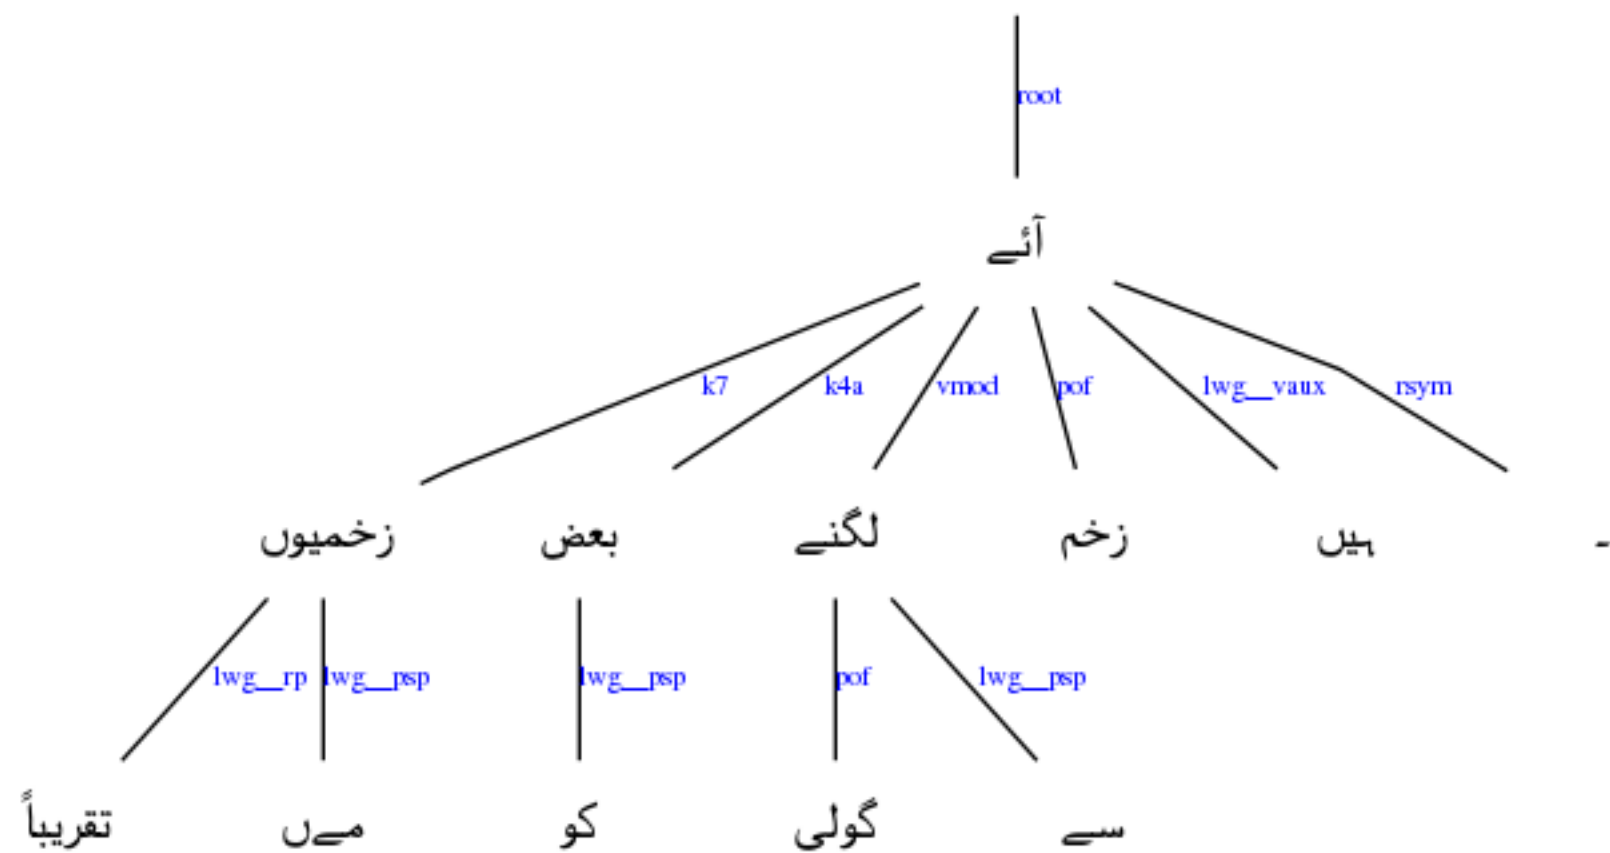 root
آئے
k7 k4a vmod pof lwg__vaux rsym
زخمیوں بعض لگنے زخم ہیں ۔
lwg__rp lwg__psp lwg__psp pof lwg__psp
تقریباً مےں کو گولی سے